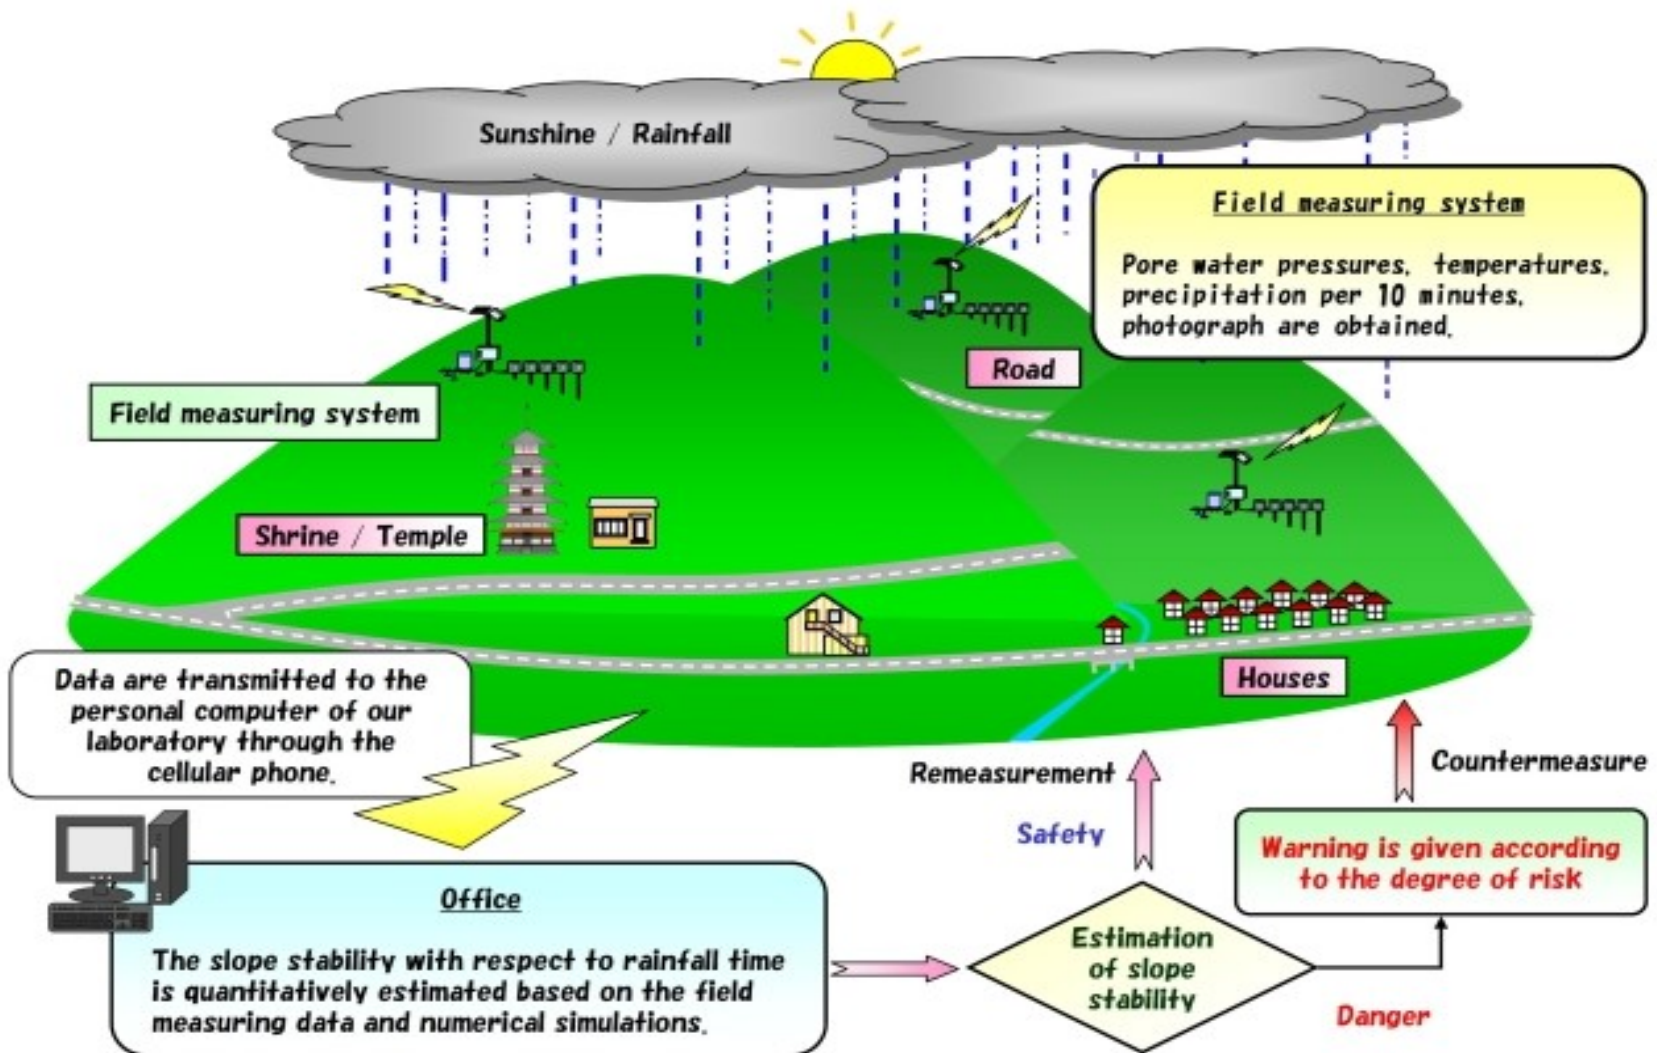 Sunshine / Rainfall
Field measuring system
Pore water pressures, temperatures,
precipitation per 10 minutes,
photograph are obtained.
Road
Field measuring system
Shrine / Temple
Houses
Data are transmitted to the
personal computer of our
laboratory through the
cellular phone.
Remeasurement
Countermeasure
Safety
Warning is given according
to the degree of risk
Office
The slope stability with respect to rainfall time
is quantitatively estimated based on the field
measuring data and numerical simulations.
Estimation
of slope
stability
Danger